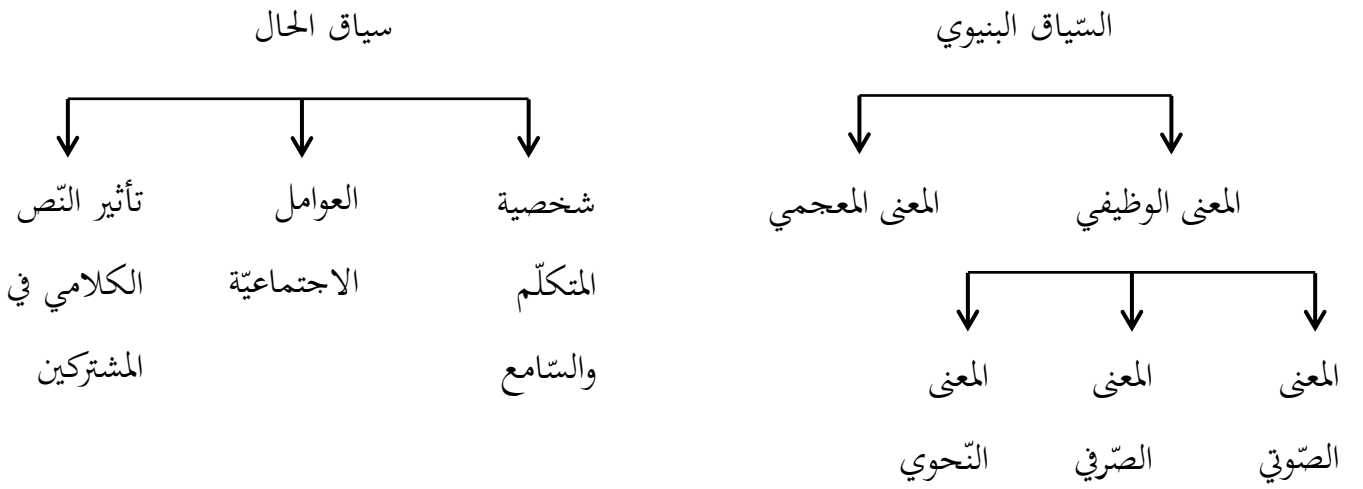 السّياق البنيوي
المعنى الوظيفي
المعنى المعجمي
المعنى
الصّوتي
المعنى
الصّرفي
المعنى
النّحوي
سياق الحال
شخصية
المتكلّم
والسّامع
العوامل
الاجتماعيّة
تأثير النّص
الكلامي في
المشتركين